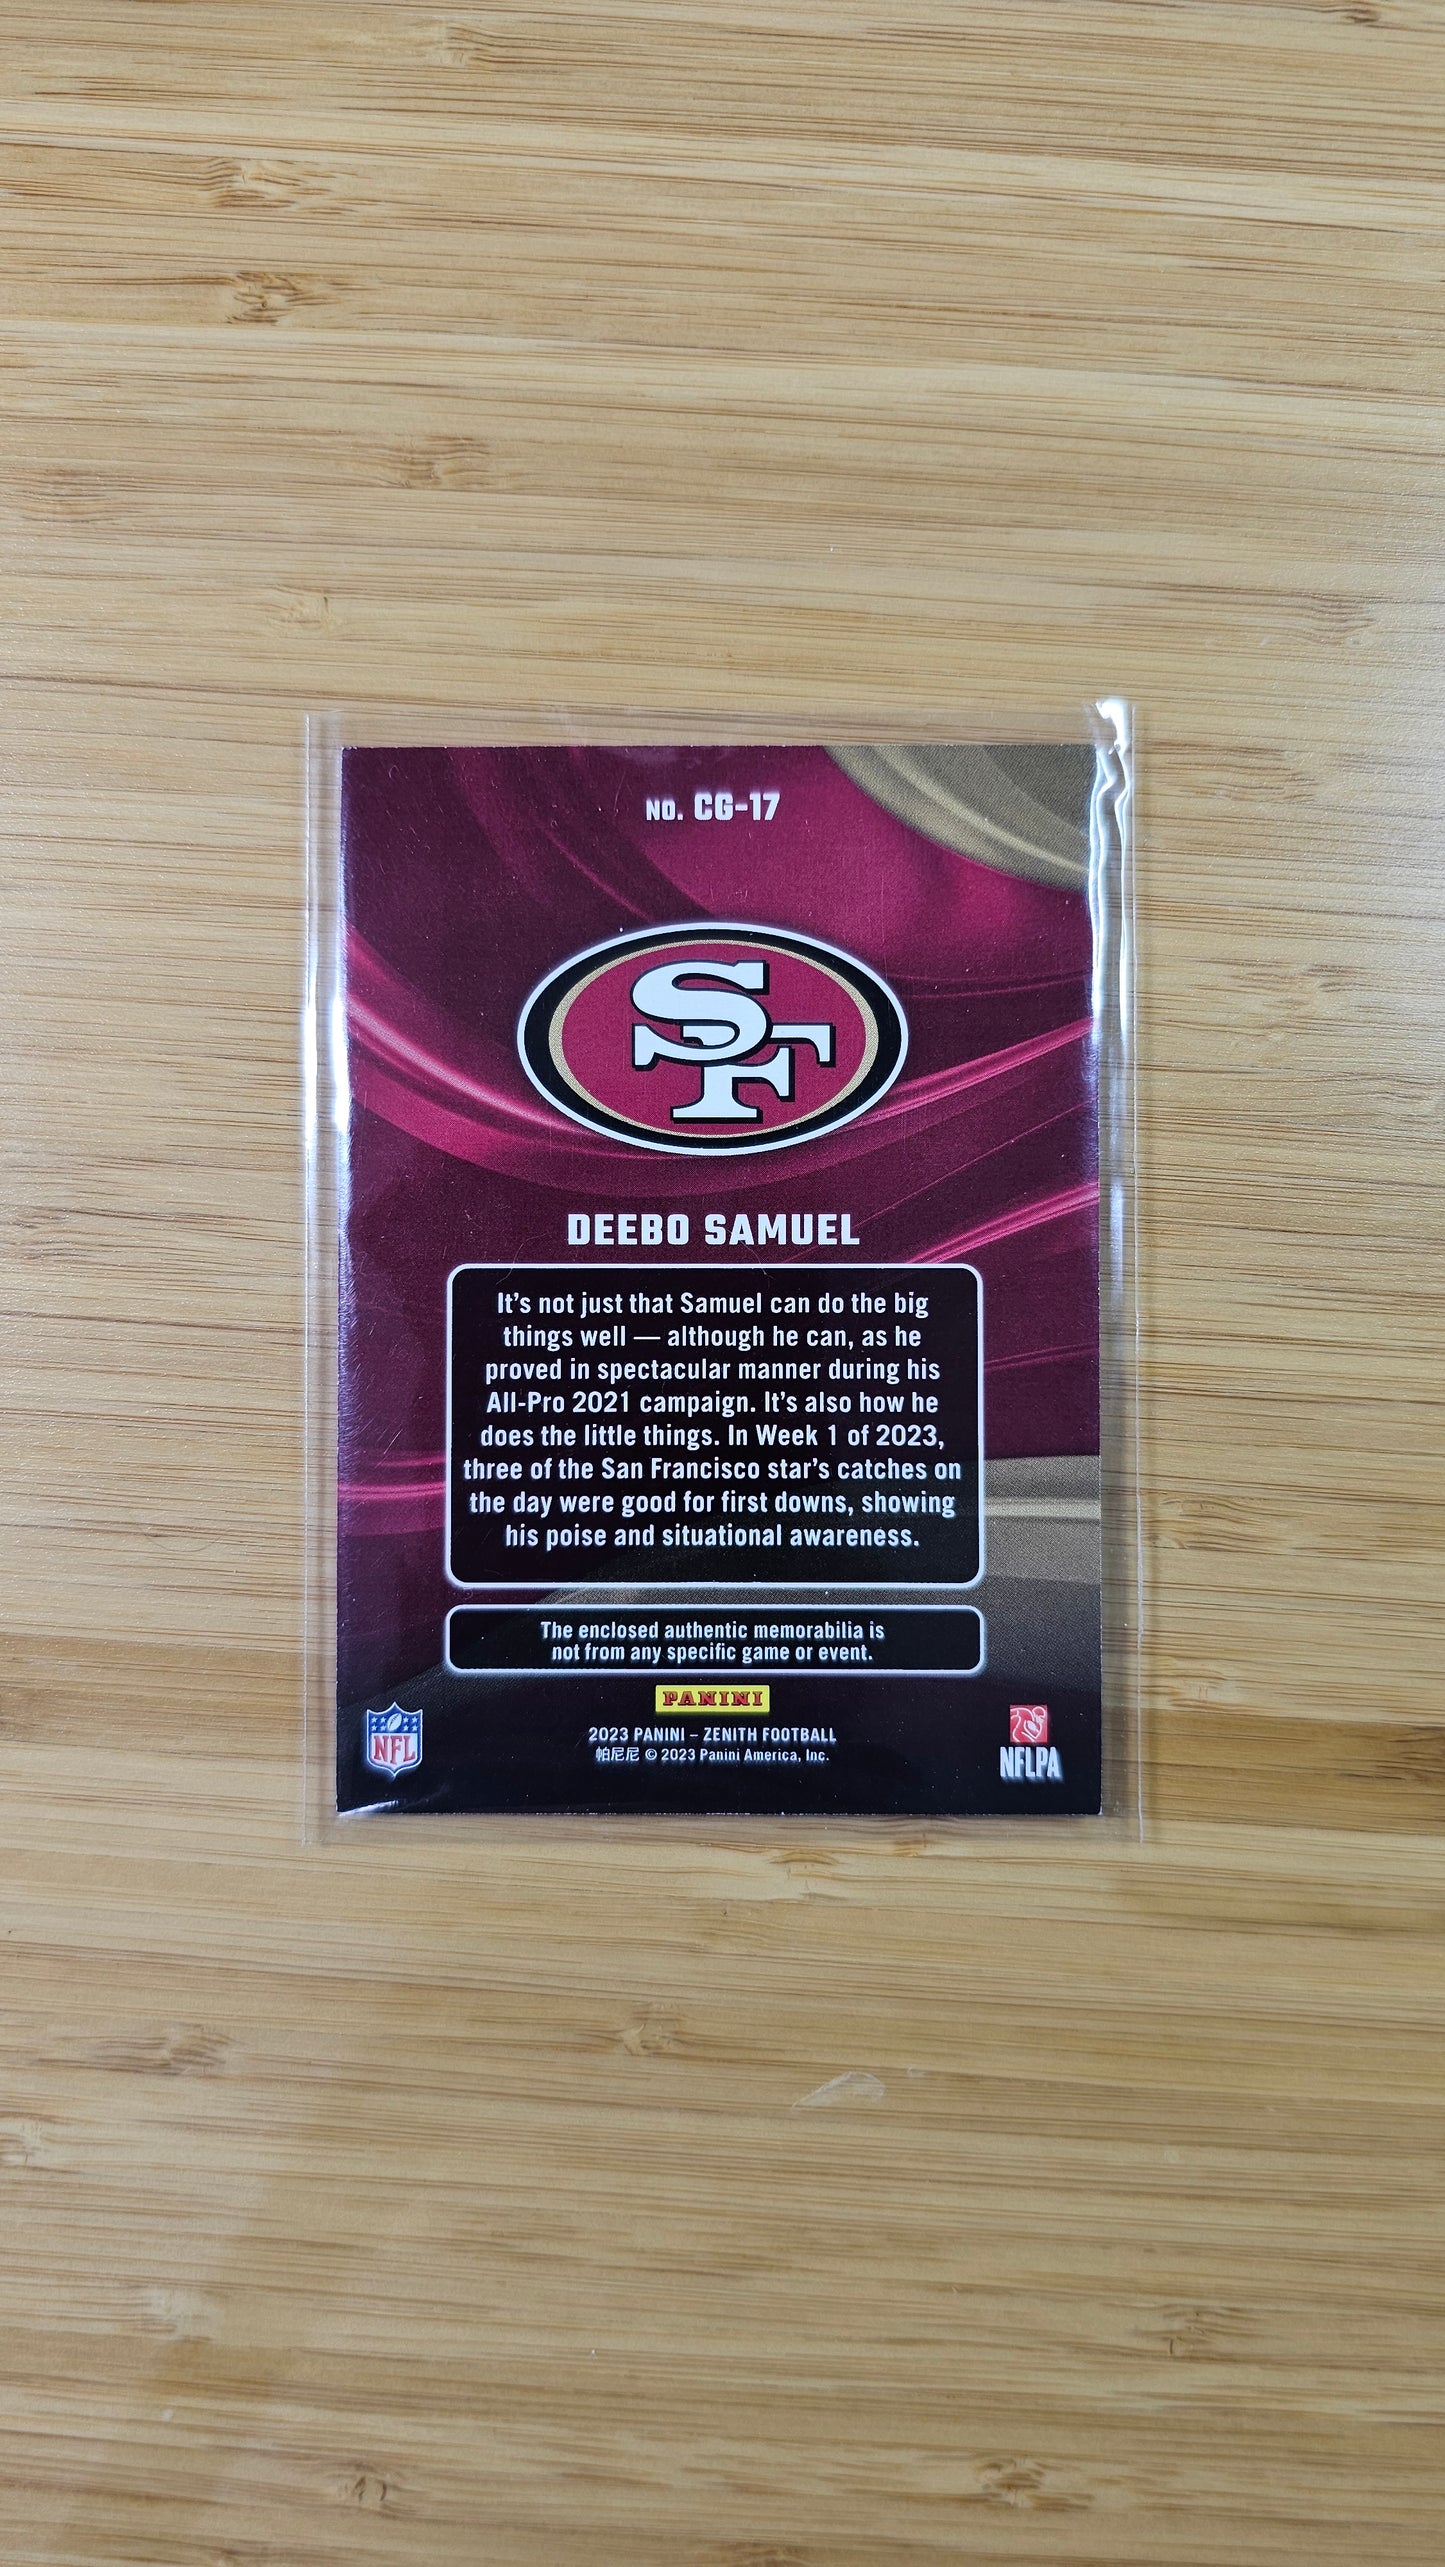 NO. CG-17
SF
DEEBO SAMUEL
It's not just that Samuel can do the big
things well — although he can, as he
proved in spectacular manner during his
All-Pro 2021 campaign. It's also how he
does the little things. In Week 1 of 2023,
three of the San Francisco star's catches on
the day were good for first downs, showing
his poise and situational awareness.
The enclosed authentic memorabilia is
not from any specific game or event.
PANINI
NFL
2023 PANINI – ZENITH FOOTBALL
帕尼尼 © 2023 Panini America, Inc.
NFLPA